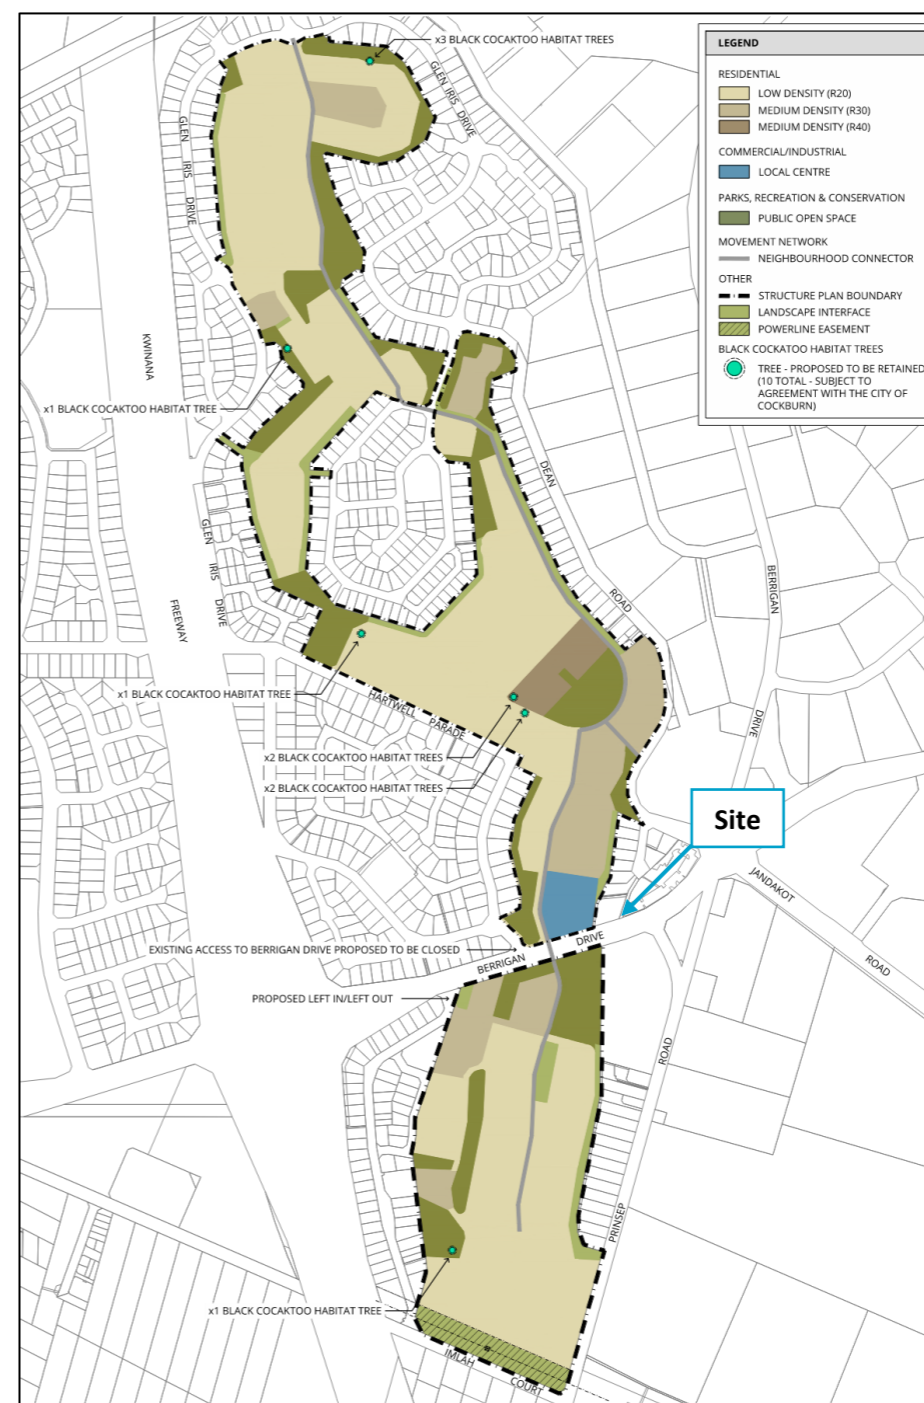 x3 BLACK COCAKTOO HABITAT TREES
GLEN IRIS DRIVE
GLEN IRIS DRIVE
LEGEND
RESIDENTIAL
LOW DENSITY (R20)
MEDIUM DENSITY (R30)
MEDIUM DENSITY (R40)
COMMERCIAL/INDUSTRIAL
LOCAL CENTRE
PARKS, RECREATION & CONSERVATION
PUBLIC OPEN SPACE
MOVEMENT NETWORK
NEIGHBOURHOOD CONNECTOR
OTHER
STRUCTURE PLAN BOUNDARY
LANDSCAPE INTERFACE
POWERLINE EASEMENT
BLACK COCKATOO HABITAT TREES
TREE - PROPOSED TO BE RETAINED
(10 TOTAL - SUBJECT TO
AGREEMENT WITH THE CITY OF
COCKBURN)
KWINANA
FREEWAY
x1 BLACK COCAKTOO HABITAT TREE
GLEN IRIS DRIVE
DEAN
ROAD
BERRIGAN
DRIVE
x1 BLACK COCAKTOO HABITAT TREE
HARTWELL PARADE
x2 BLACK COCAKTOO HABITAT TREES
x2 BLACK COCAKTOO HABITAT TREES
Site
JANDAKOT
ROAD
EXISTING ACCESS TO BERRIGAN DRIVE PROPOSED TO BE CLOSED
BERRIGAN DRIVE
PROPOSED LEFT IN/LEFT OUT
ROAD
PRINSEP
x1 BLACK COCAKTOO HABITAT TREE
IMLAH
COURT